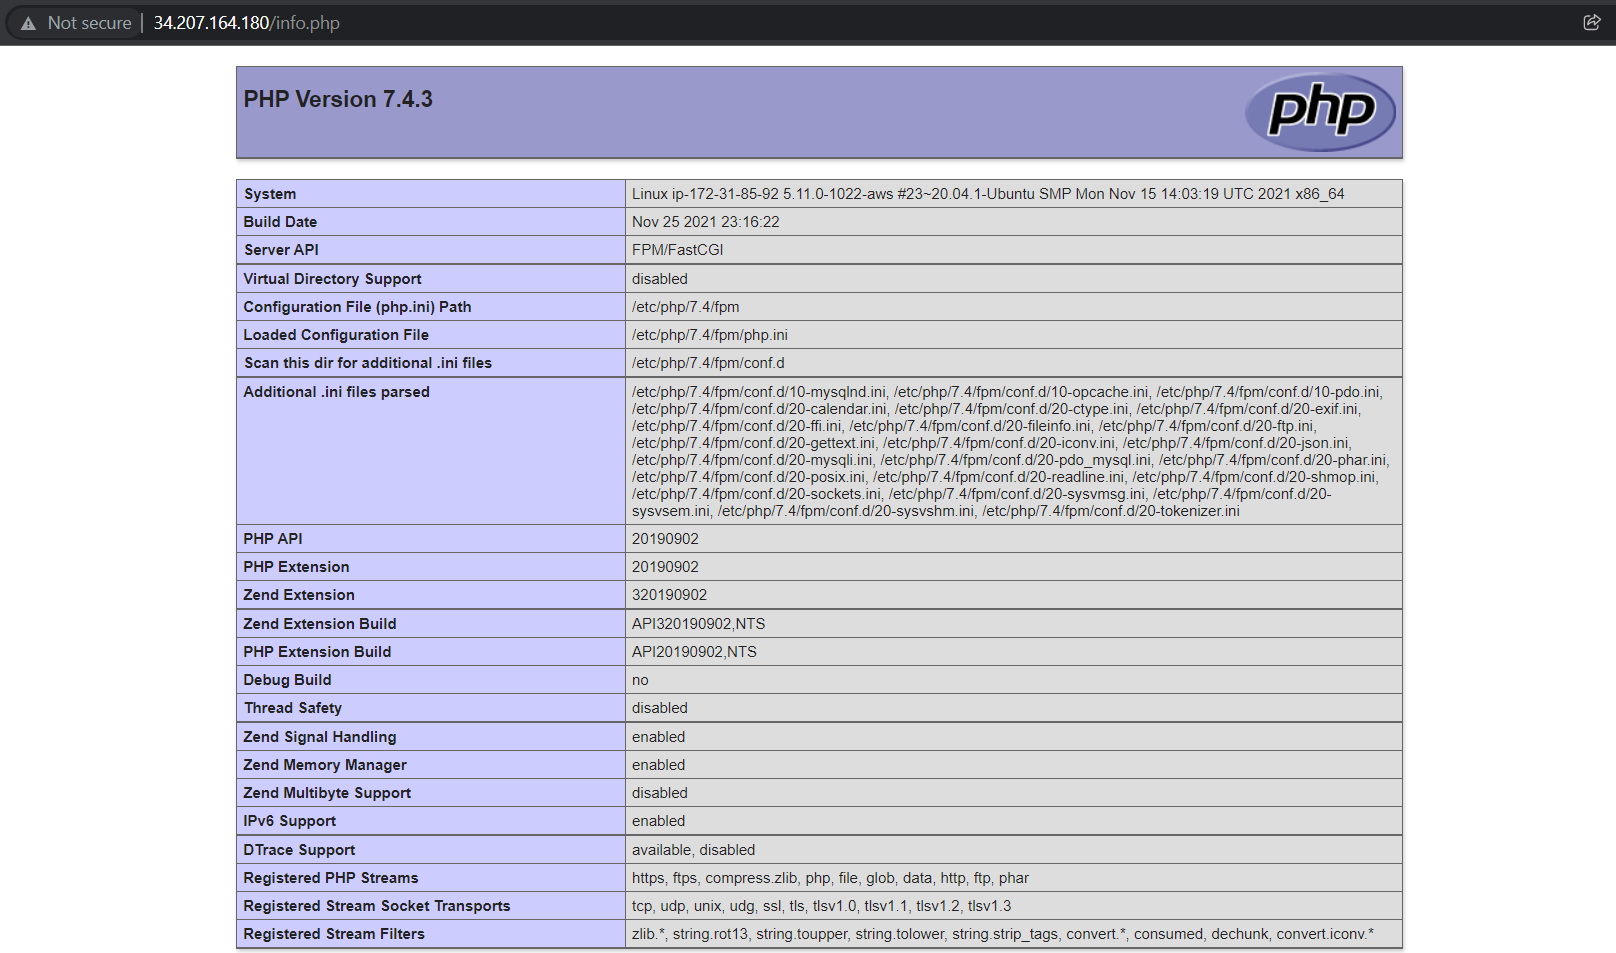 Not secure | 34.207.164.180/info.php
PHP Version 7.4.3
php
System Linux ip-172-31-85-92 5.11.0-1022-aws #23~20.04.1-Ubuntu SMP Mon Nov 15 14:03:19 UTC 2021 x86_64
Build Date Nov 25 2021 23:16:22
Server API FPM/FastCGI
Virtual Directory Support disabled
Configuration File (php.ini) Path /etc/php/7.4/fpm
Loaded Configuration File /etc/php/7.4/fpm/php.ini
Scan this dir for additional .ini files /etc/php/7.4/fpm/conf.d
Additional .ini files parsed /etc/php/7.4/fpm/conf.d/10-mysqlnd.ini, /etc/php/7.4/fpm/conf.d/10-opcache.ini, /etc/php/7.4/fpm/conf.d/10-pdo.ini,
/etc/php/7.4/fpm/conf.d/20-calendar.ini, /etc/php/7.4/fpm/conf.d/20-ctype.ini, /etc/php/7.4/fpm/conf.d/20-exif.ini,
/etc/php/7.4/fpm/conf.d/20-ffi.ini, /etc/php/7.4/fpm/conf.d/20-fileinfo.ini, /etc/php/7.4/fpm/conf.d/20-ftp.ini,
/etc/php/7.4/fpm/conf.d/20-gettext.ini, /etc/php/7.4/fpm/conf.d/20-iconv.ini, /etc/php/7.4/fpm/conf.d/20-json.ini,
/etc/php/7.4/fpm/conf.d/20-mysqli.ini, /etc/php/7.4/fpm/conf.d/20-pdo_mysql.ini, /etc/php/7.4/fpm/conf.d/20-phar.ini,
/etc/php/7.4/fpm/conf.d/20-posix.ini, /etc/php/7.4/fpm/conf.d/20-readline.ini, /etc/php/7.4/fpm/conf.d/20-shmop.ini,
/etc/php/7.4/fpm/conf.d/20-sockets.ini, /etc/php/7.4/fpm/conf.d/20-sysvmsg.ini, /etc/php/7.4/fpm/conf.d/20-
sysvsem.ini, /etc/php/7.4/fpm/conf.d/20-sysvshm.ini, /etc/php/7.4/fpm/conf.d/20-tokenizer.ini
PHP API 20190902
PHP Extension 20190902
Zend Extension 320190902
Zend Extension Build API320190902,NTS
PHP Extension Build API20190902,NTS
Debug Build no
Thread Safety disabled
Zend Signal Handling enabled
Zend Memory Manager enabled
Zend Multibyte Support disabled
IPv6 Support enabled
DTrace Support available, disabled
Registered PHP Streams https, ftps, compress.zlib, php, file, glob, data, http, ftp, phar
Registered Stream Socket Transports tcp, udp, unix, udg, ssl, tls, tlsv1.0, tlsv1.1, tlsv1.2, tlsv1.3
Registered Stream Filters zlib.*, string.rot13, string.toupper, string.tolower, string.strip_tags, convert.*, consumed, dechunk, convert.iconv.*